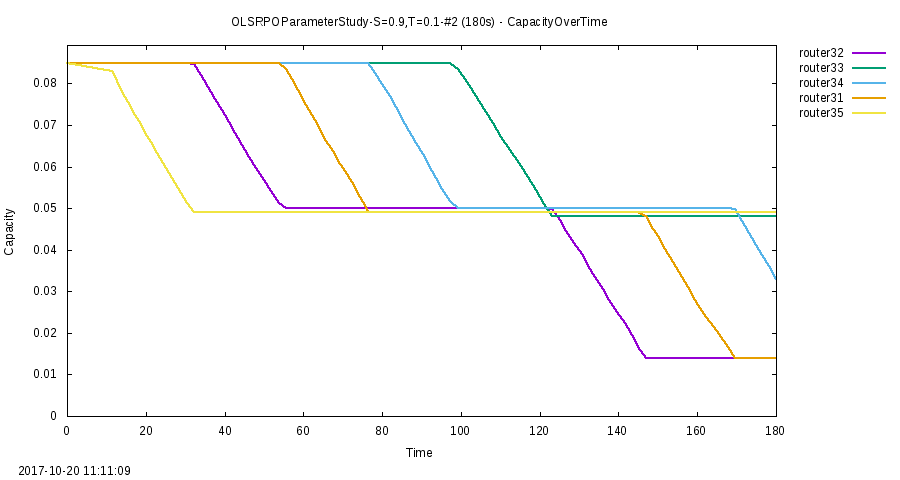 OLSRPOParameterStudy-S=0.9,T=0.1-#2 (180s) - CapacityOverTime
router32
router33
router34
router31
router35
0.08
0.07
0.06
0.05
0.04
0.03
0.02
0.01
0
Capacity
0 20 40 60 80 100 120 140 160 180
Time
2017-10-20 11:11:09